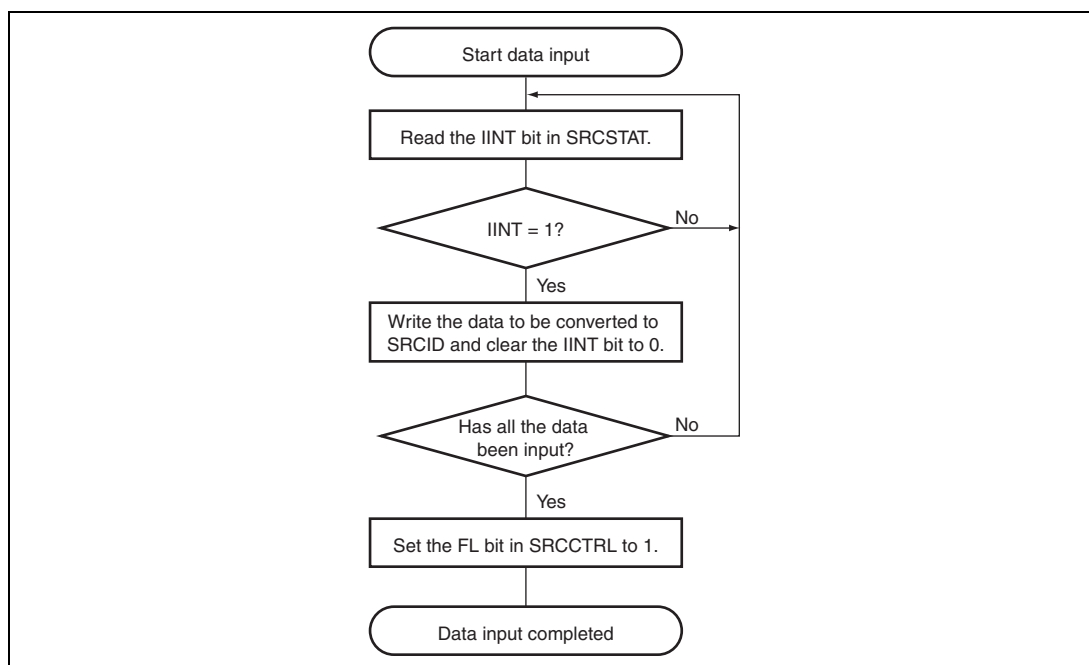 Start data input
Read the IINT bit in SRCSTAT.
IINT = 1?
No
Yes
Write the data to be converted to
SRCID and clear the IINT bit to 0.
Has all the data
been input?
No
Yes
Set the FL bit in SRCCTRL to 1.
Data input completed